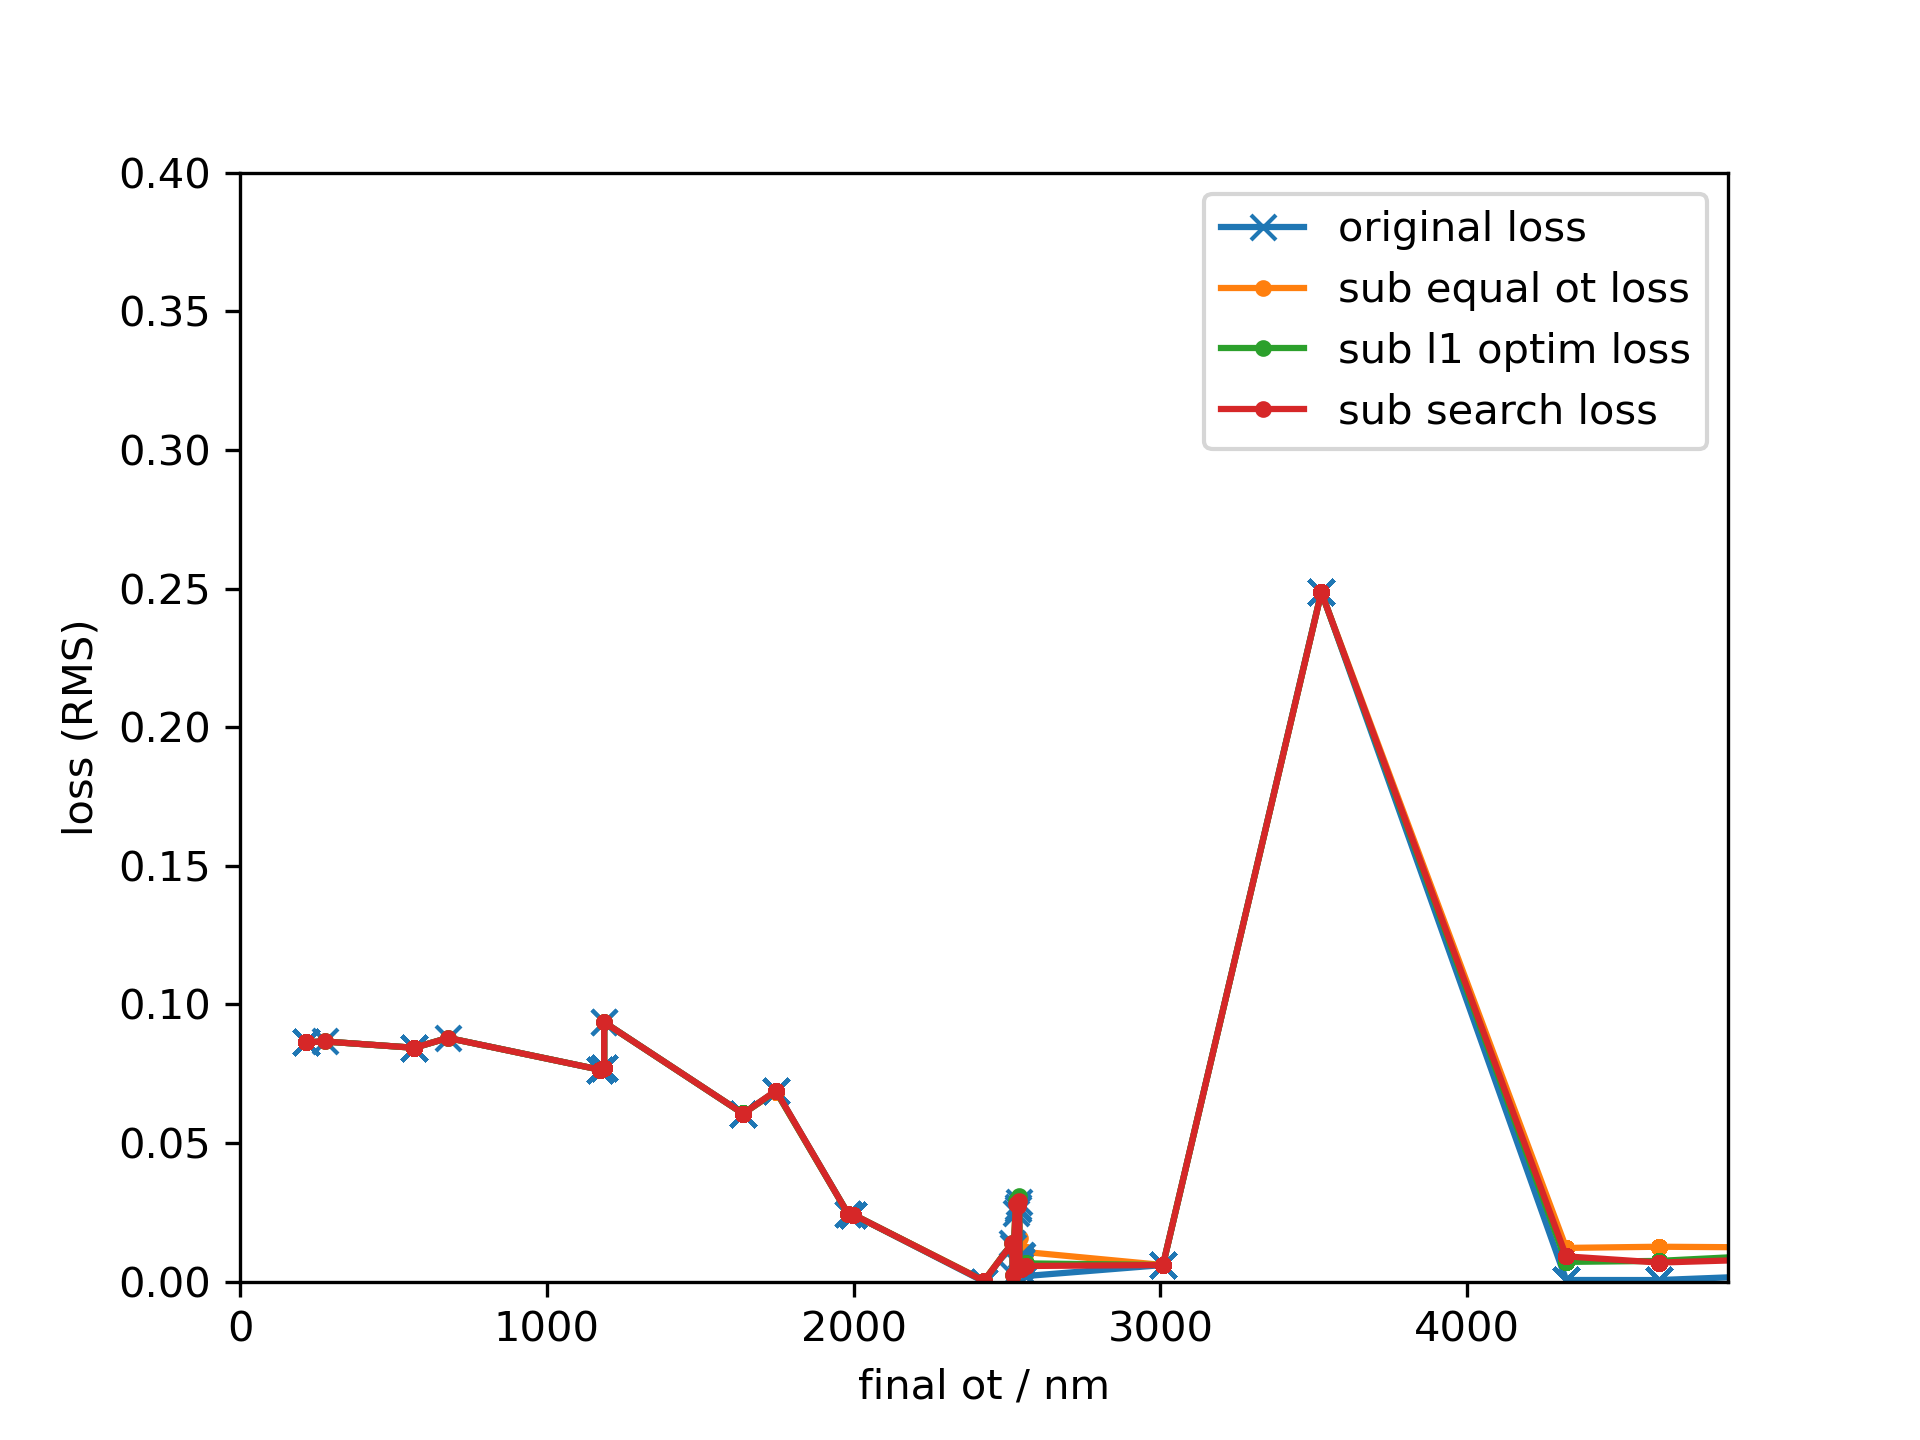 0.40
0.35
0.30
0.25
0.20
0.15
0.10
0.05
0.00
loss (RMS)
original loss
sub equal ot loss
sub l1 optim loss
sub search loss
0 1000 2000 3000 4000
final ot / nm